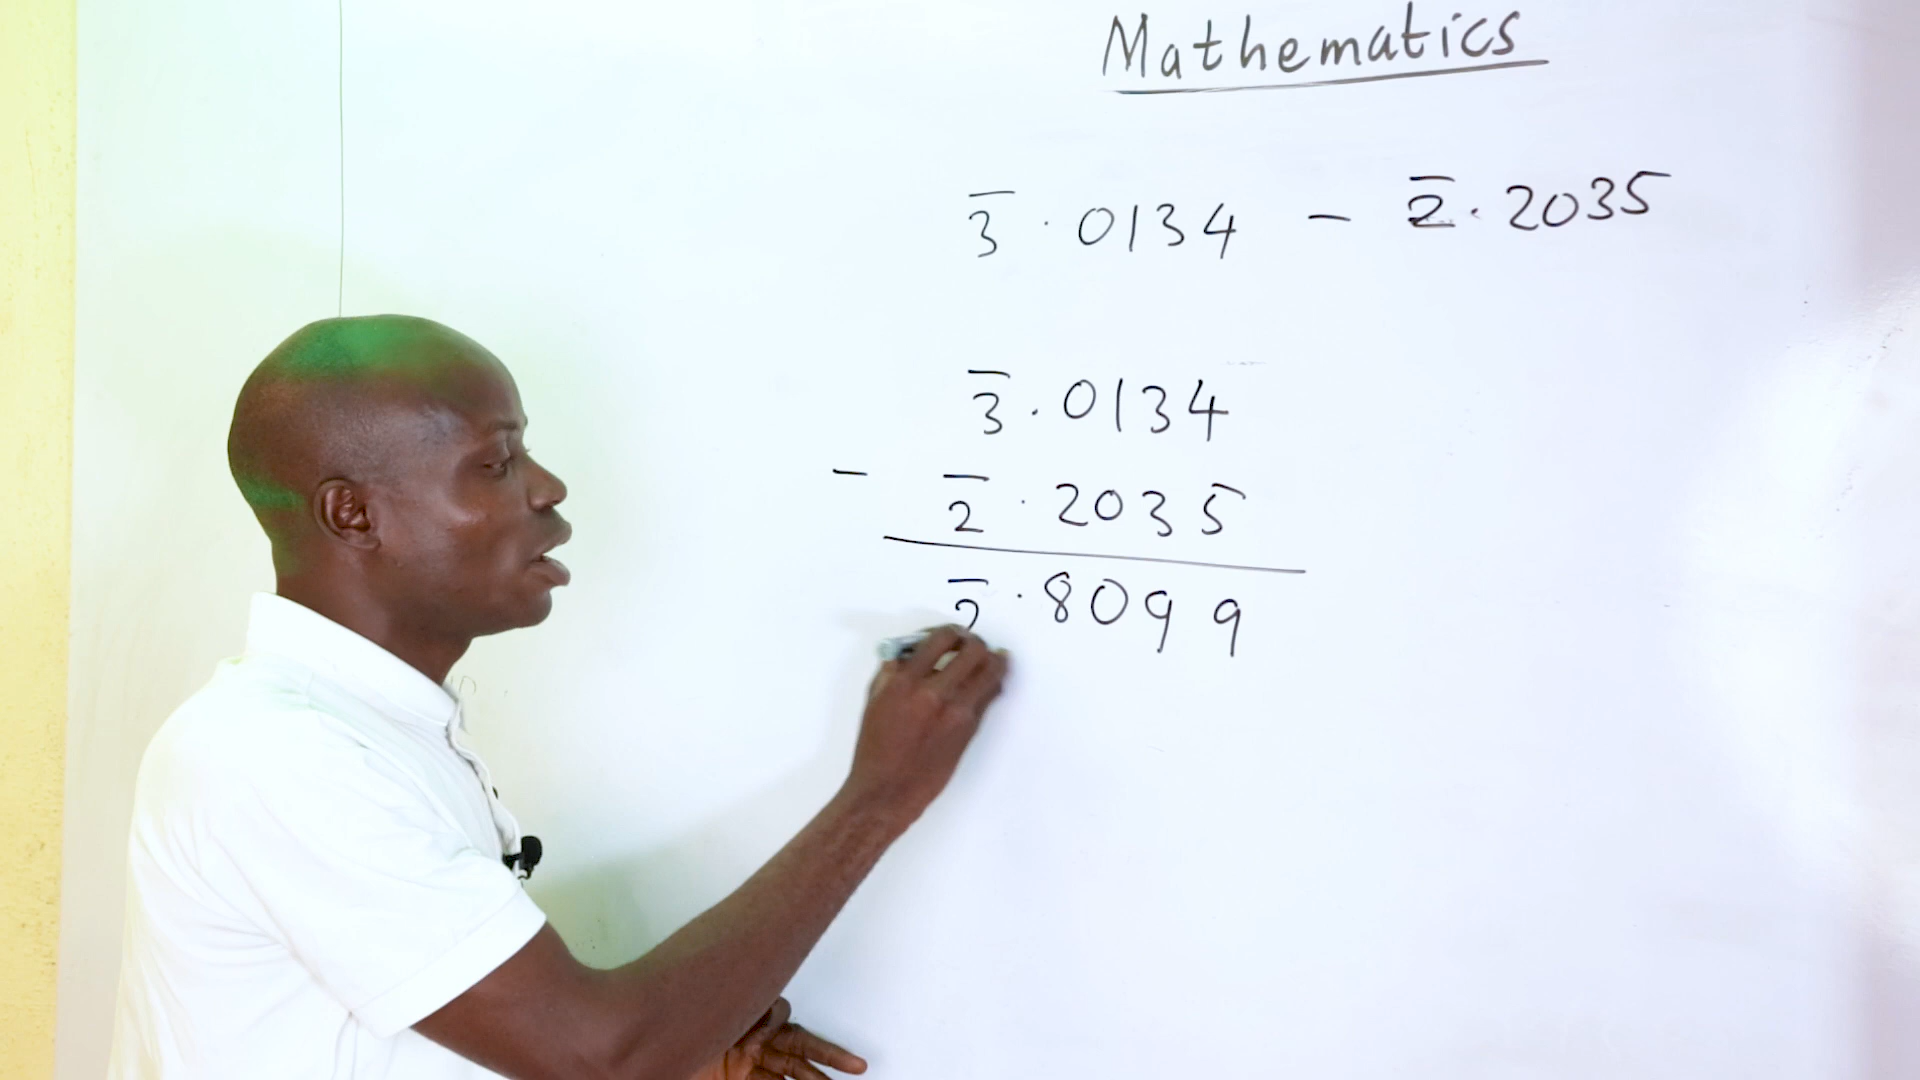 Mathematics
3̅.0134 - 2̅.2035
3̅.0134
- 2̅.2035
2̅.8099